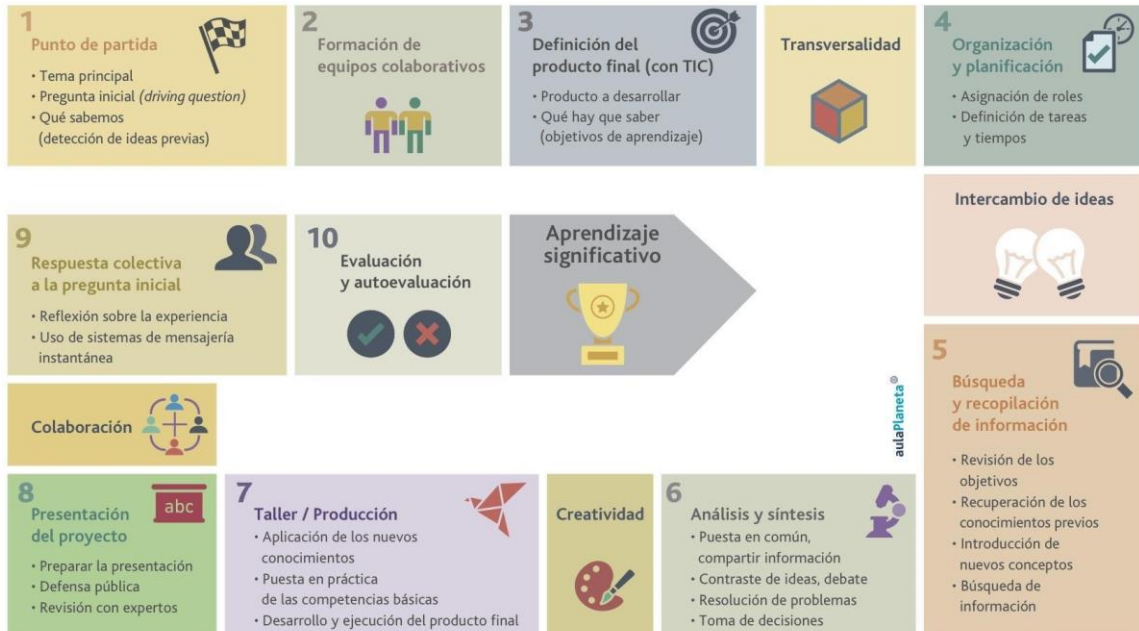 1
Punto de partida
• Tema principal
• Pregunta inicial (driving question)
• Qué sabemos
(detección de ideas previas)
2
Formación de
equipos colaborativos
3
Definición del
producto final (con TIC)
• Producto a desarrollar
• Qué hay que saber
(objetivos de aprendizaje)
Transversalidad
4
Organización
y planificación
• Asignación de roles
• Definición de tareas
y tiempos
Intercambio de ideas
5
Búsqueda
y recopilación
de información
• Revisión de los
objetivos
• Recuperación de los
conocimientos previos
• Introducción de
nuevos conceptos
• Búsqueda de
información
6
Análisis y síntesis
• Puesta en común,
compartir información
• Contraste de ideas, debate
• Resolución de problemas
• Toma de decisiones
Creatividad
7
Taller / Producción
• Aplicación de los nuevos
conocimientos
• Puesta en práctica
de las competencias básicas
• Desarrollo y ejecución del producto final
8
abc
Presentación
del proyecto
• Preparar la presentación
• Defensa pública
• Revisión con expertos
Colaboración
9
Respuesta colectiva
a la pregunta inicial
• Reflexión sobre la experiencia
• Uso de sistemas de mensajería
instantánea
10
Evaluación
y autoevaluación
Aprendizaje
significativo
aulaPlaneta